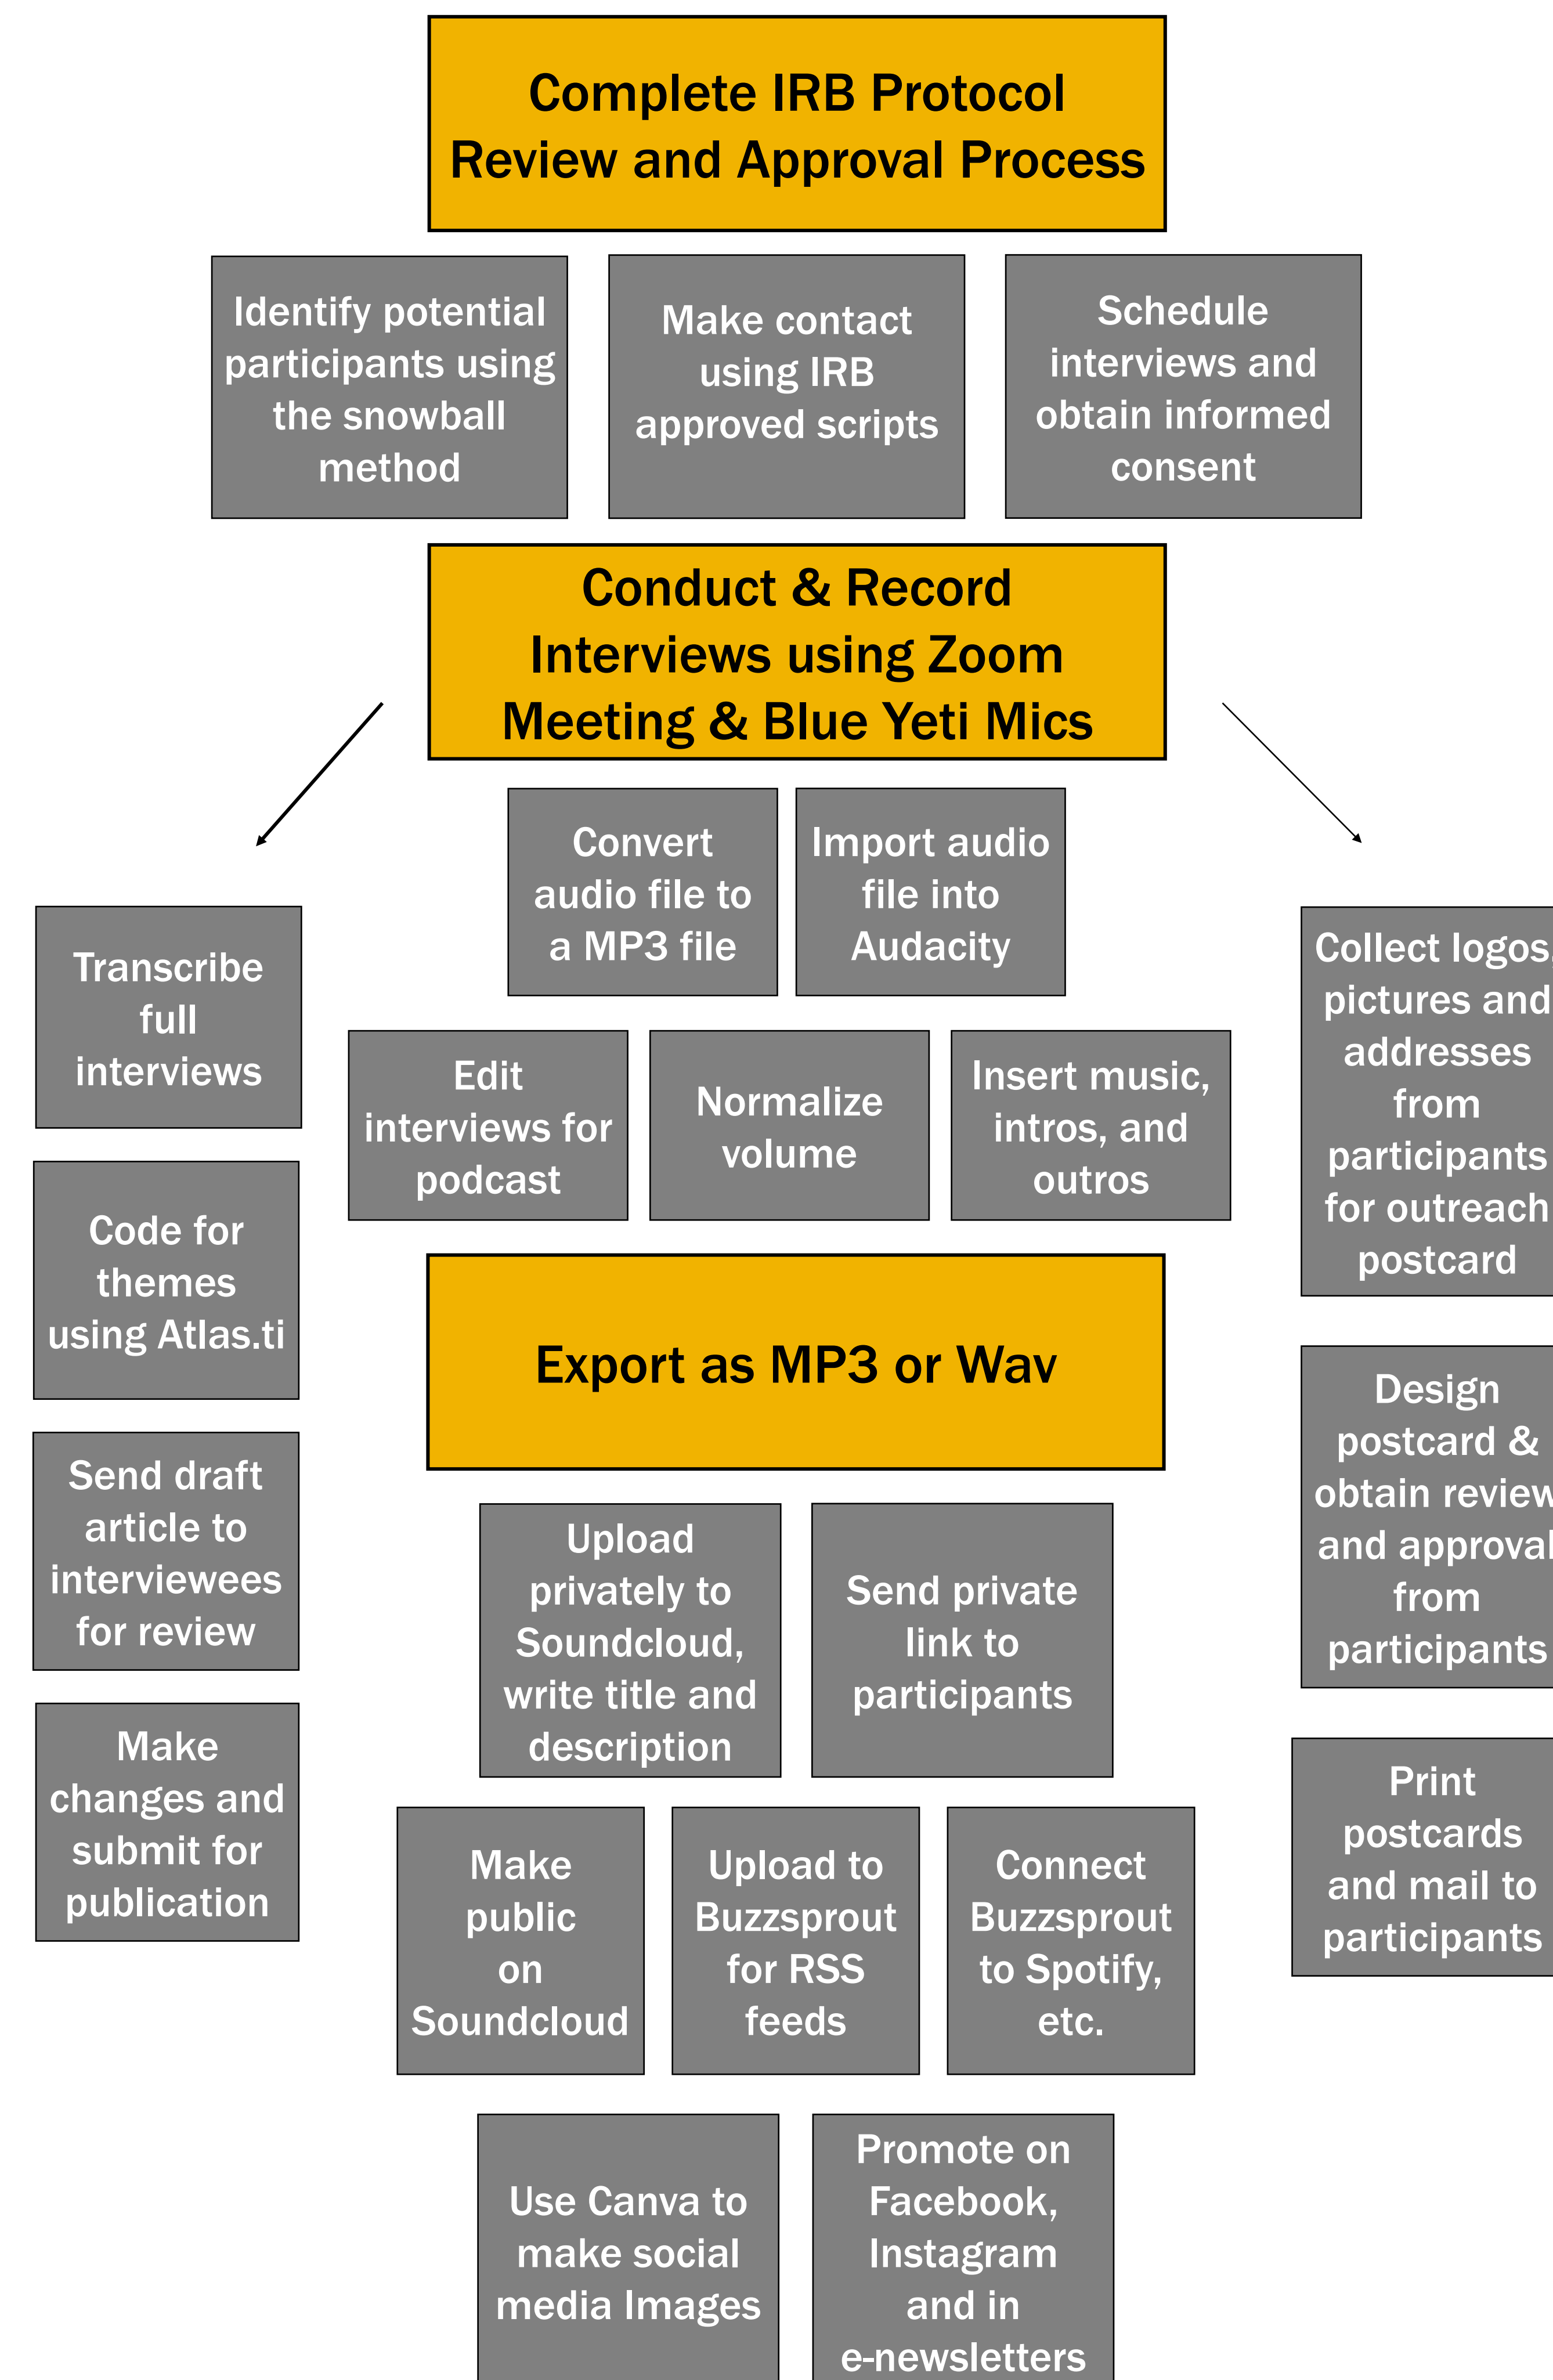 Complete IRB Protocol
Review and Approval Process
Identify potential
participants using
the snowball
method
Make contact
using IRB
approved scripts
Schedule
interviews and
obtain informed
consent
Conduct & Record
Interviews using Zoom
Meeting & Blue Yeti Mics
Convert
audio file to
a MP3 file
Import audio
file into
Audacity
Edit
interviews for
podcast
Normalize
volume
Insert music,
intros, and
outros
Transcribe
full
interviews
Code for
themes
using Atlas.ti
Send draft
article to
interviewees
for review
Make
changes and
submit for
publication
Export as MP3 or Wav
Upload
privately to
Soundcloud,
write title and
description
Send private
link to
participants
Make
public
on
Soundcloud
Upload to
Buzzsprout
for RSS
feeds
Connect
Buzzsprout
to Spotify,
etc.
Use Canva to
make social
media Images
Promote on
Facebook,
Instagram
and in
e-newsletters
Collect logos,
pictures and
addresses
from
participants
for outreach
postcard
Design
postcard &
obtain review
and approval
from
participants
Print
postcards
and mail to
participants